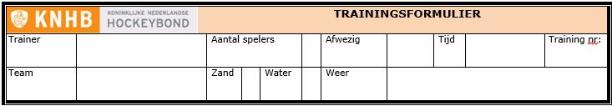 KNHB KONINKLIJKE NEDERLANDSE HOCKEYBOND TRAININGSFORMULIER
Trainer Aantal spelers Afwezig Tijd Training nr:
Team Zand Water Weer